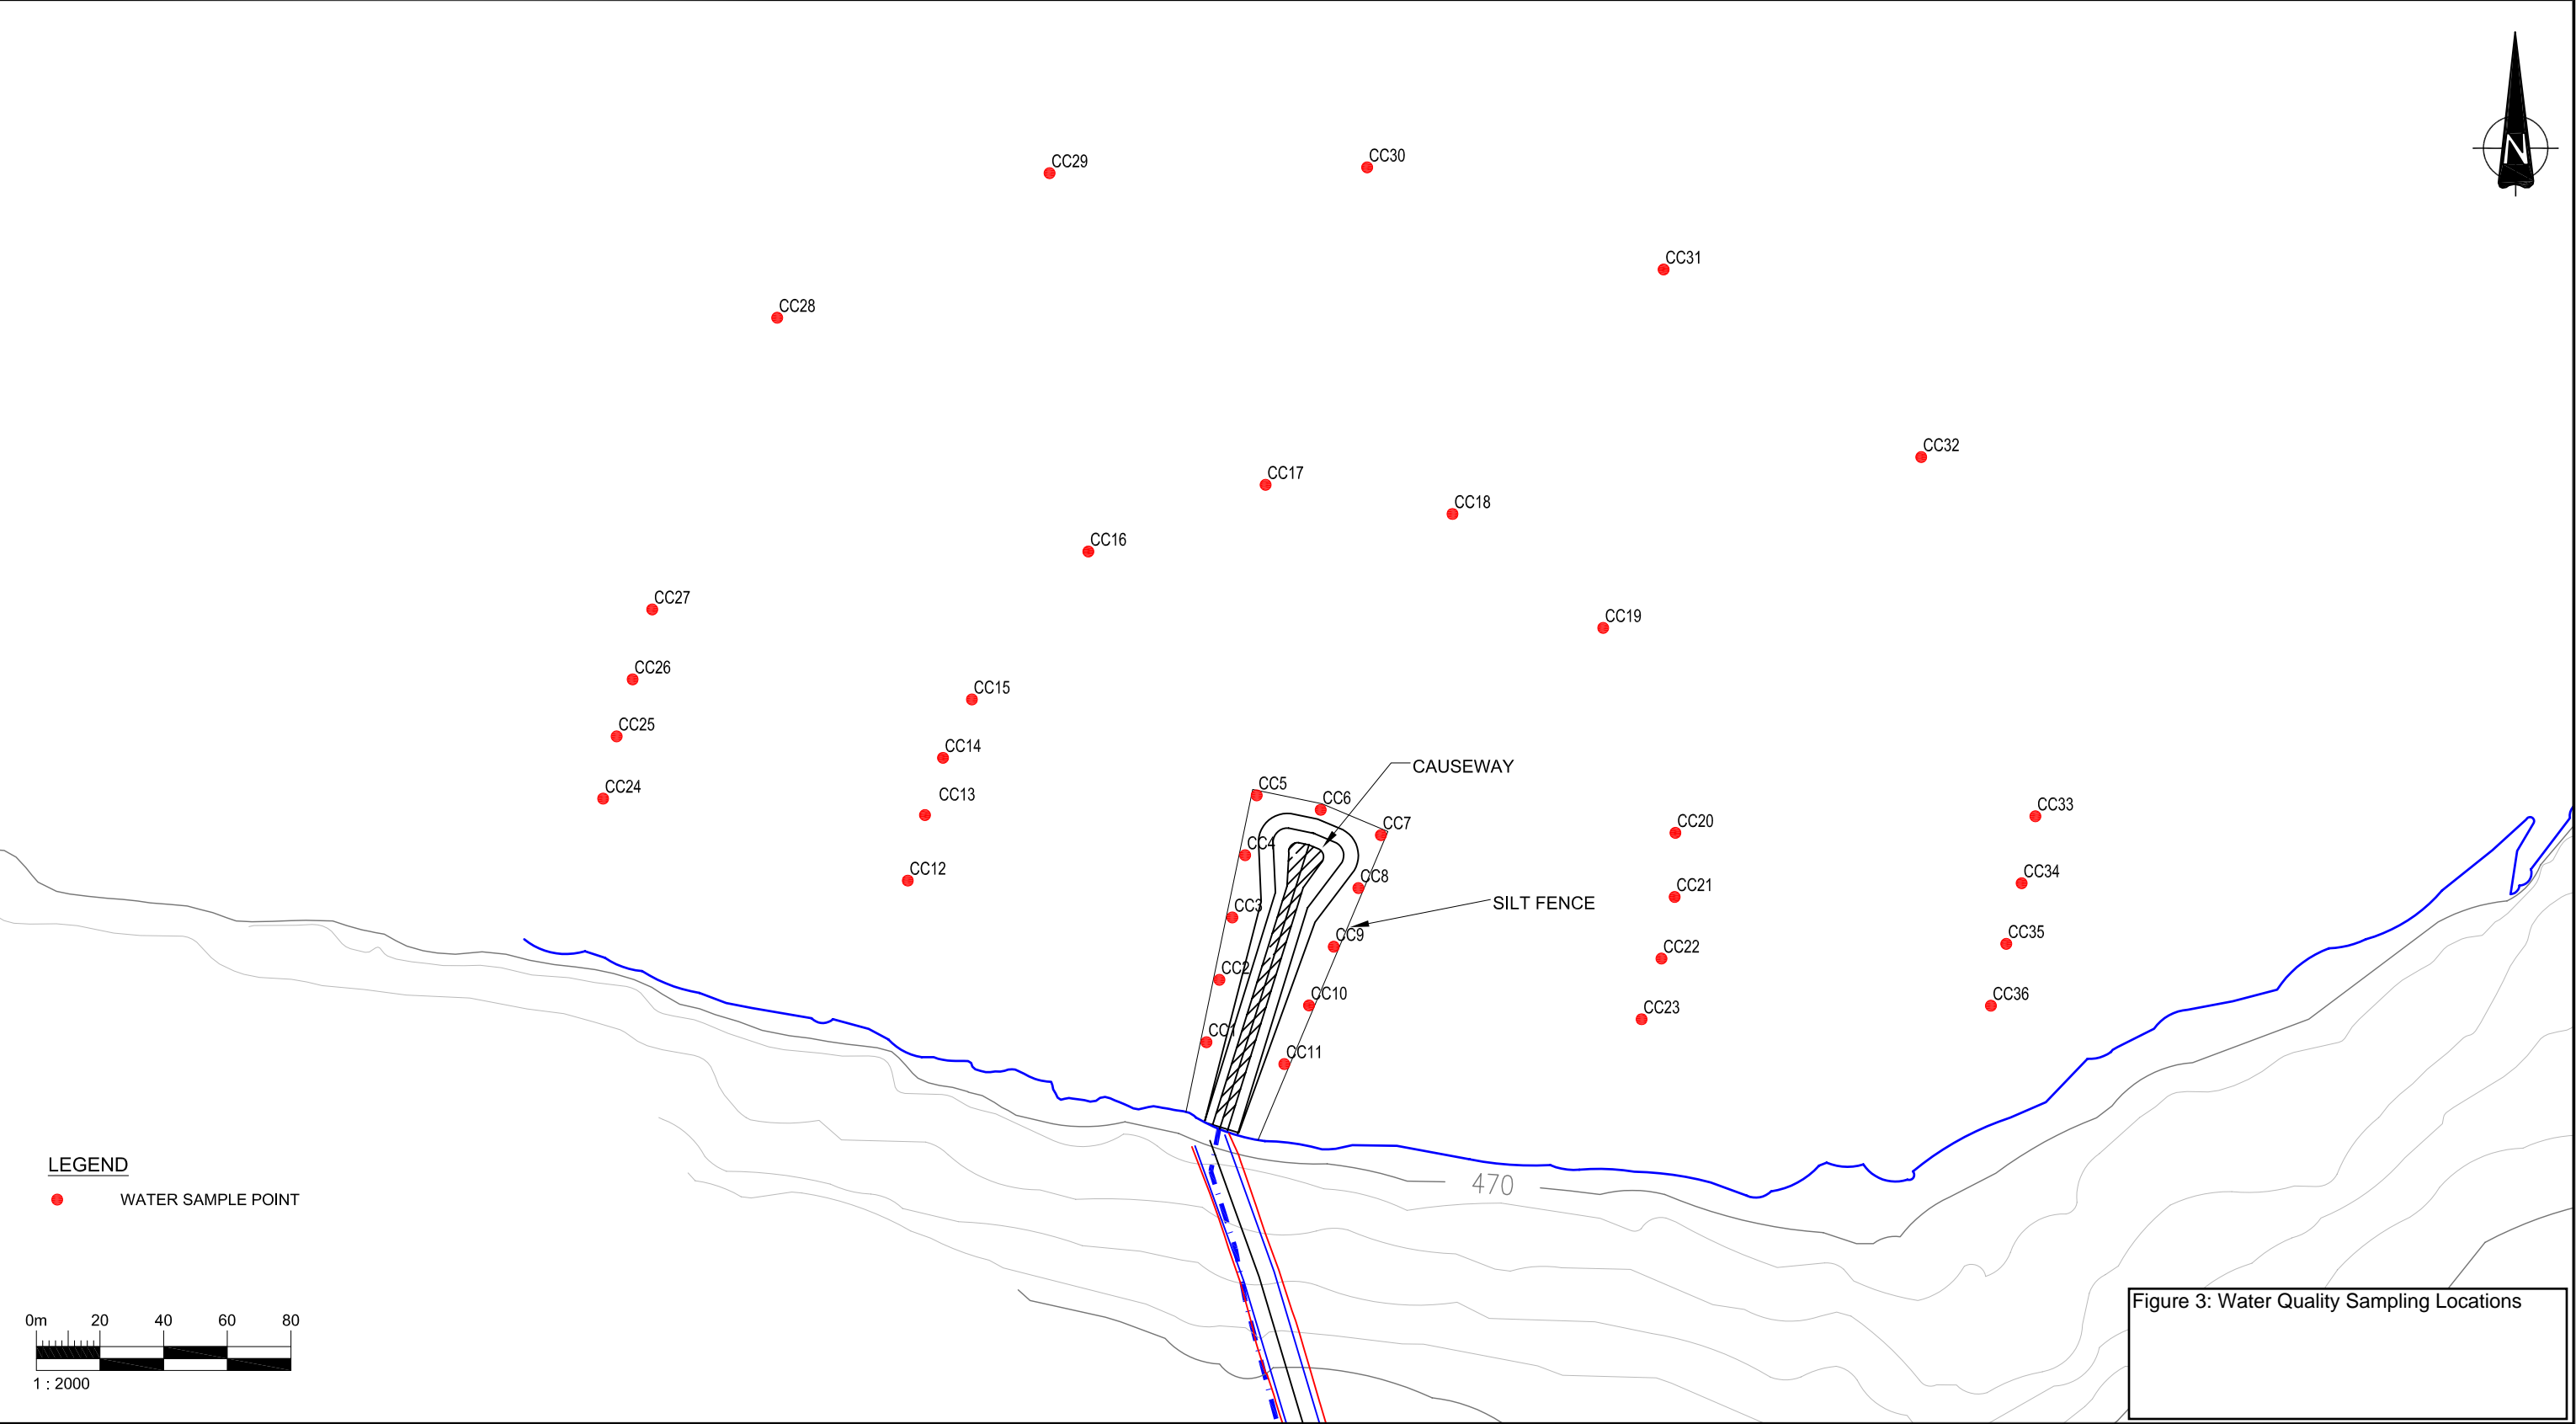 N
CC29
CC30
CC31
CC28
CC32
CC17
CC18
CC16
CC27
CC19
CC26
CC15
CC25
CC14
CAUSEWAY
CC5
CC24
CC13
CC6
CC33
CC7
CC20
CC4
CC12
CC8
CC34
CC21
SILT FENCE
CC3
CC9
CC35
CC22
CC2
CC10
CC36
CC23
CC1
CC11
LEGEND
WATER SAMPLE POINT
470
Figure 3: Water Quality Sampling Locations
0m 20 40 60 80
1 : 2000